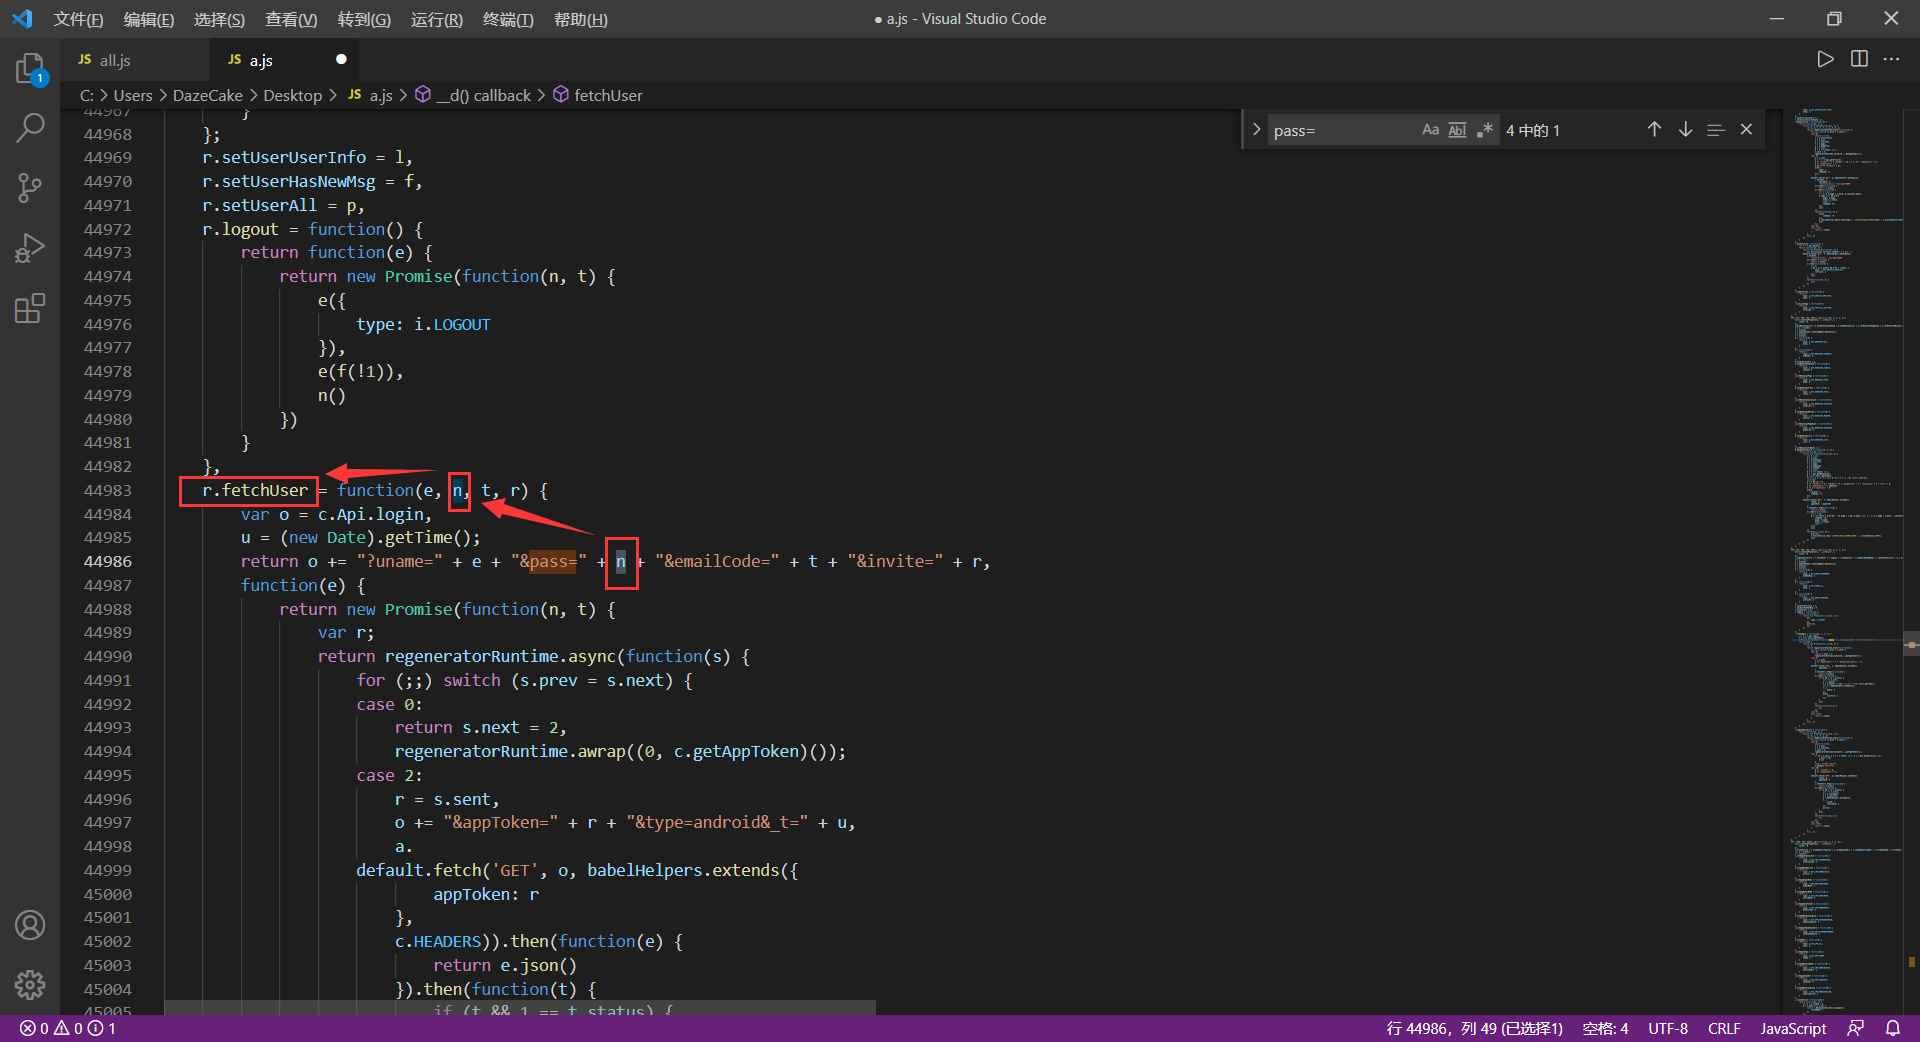 文件(F) 编辑(E) 选择(S) 查看(V) 转到(G) 运行(R) 终端(T) 帮助(H) ● a.js - Visual Studio Code
JS all.js JS a.js
C: > Users > DazeCake > Desktop > JS a.js > __d() callback > fetchUser
pass= Aa Abl .* 4 中的 1
1
44967 }
44968 };
44969 r.setUserUserInfo = l,
44970 r.setUserHasNewMsg = f,
44971 r.setUserAll = p,
44972 r.logout = function() {
44973 return function(e) {
44974 return new Promise(function(n, t) {
44975 e({
44976 type: i.LOGOUT
44977 }),
44978 e(f(!1)),
44979 n()
44980 })
44981 }
44982 },
44983 r.fetchUser = function(e, n, t, r) {
44984 var o = c.Api.login,
44985 u = (new Date).getTime();
44986 return o += "?uname=" + e + "&pass=" + n + "&emailCode=" + t + "&invite=" + r,
44987 function(e) {
44988 return new Promise(function(n, t) {
44989 var r;
44990 return regeneratorRuntime.async(function(s) {
44991 for (;;) switch (s.prev = s.next) {
44992 case 0:
44993 return s.next = 2,
44994 regeneratorRuntime.awrap((0, c.getAppToken)());
44995 case 2:
44996 r = s.sent,
44997 o += "&appToken=" + r + "&type=android&_t=" + u,
44998 a.
44999 default.fetch('GET', o, babelHelpers.extends({
45000 appToken: r
45001 },
45002 c.HEADERS)).then(function(e) {
45003 return e.json()
45004 }).then(function(t) {
45005 if (t && 1 == t.status) {
0 0 1 行 44986，列 49 (已选择1) 空格: 4 UTF-8 CRLF JavaScript